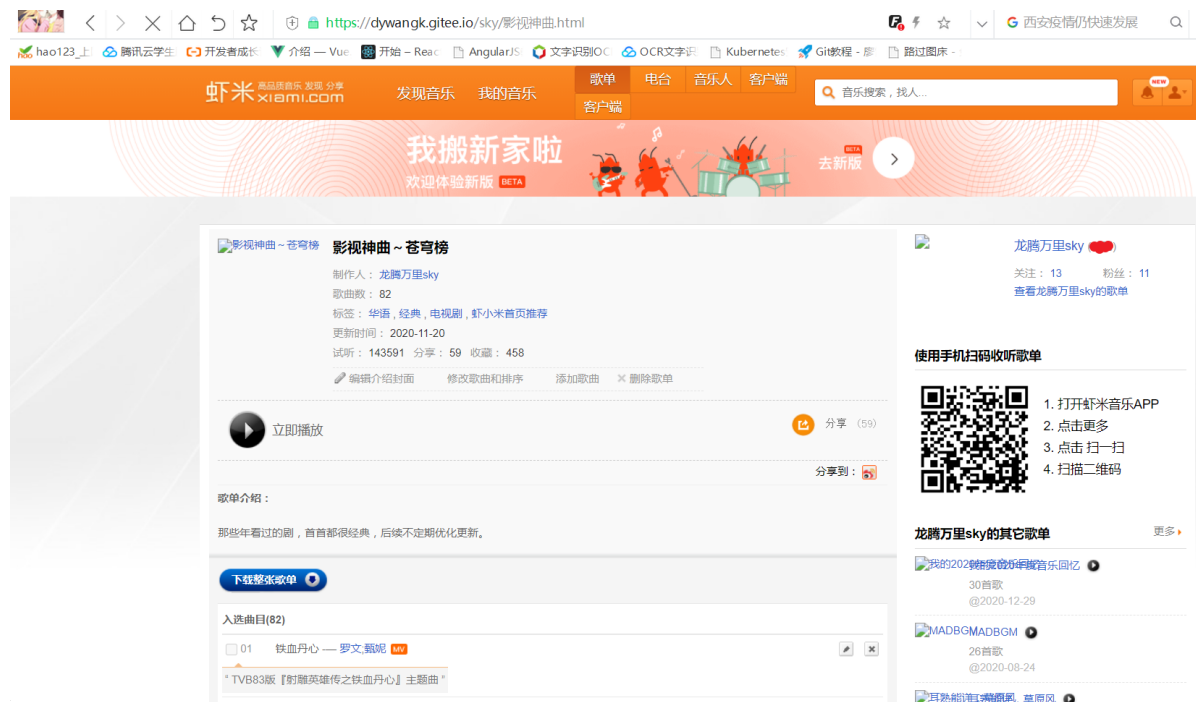 https://dywangk.gitee.io/sky/影视神曲.html
西安疫情仍快速发展
hao123_上
腾讯云学生
开发者成长
介绍 — Vue
开始 – Reac
AngularJS
文字识别OC
OCR文字识
Kubernetes
Git教程 - 廖
路过图床 -
虾米 高品质音乐 发现 分享
xiami.com
发现音乐
我的音乐
歌单
电台
音乐人
客户端
客户端
音乐搜索，找人...
NEW
我搬新家啦
欢迎体验新版 BETA
BETA
去新版
影视神曲～苍穹榜
影视神曲～苍穹榜
制作人： 龙腾万里sky
歌曲数： 82
标签： 华语 , 经典 , 电视剧 , 虾小米首页推荐
更新时间： 2020-11-20
试听： 143591 分享： 59 收藏： 458
编辑介绍封面 修改歌曲和排序 添加歌曲 删除歌单
立即播放
分享 （59）
分享到：
歌单介绍：
那些年看过的剧，首首都很经典，后续不定期优化更新。
下载整张歌单
入选曲目(82)
01 铁血丹心 — 罗文;甄妮 MV
" TVB83版『射雕英雄传之铁血丹心』主题曲 "
龙腾万里sky
关注： 13 粉丝： 11
查看龙腾万里sky的歌单
使用手机扫码收听歌单
1. 打开虾米音乐APP
2. 点击更多
3. 点击 扫一扫
4. 扫描二维码
龙腾万里sky的其它歌单 更多
我的2020年度音乐回忆
30首歌
@2020-12-29
MADBGM
MADBGM
26首歌
@2020-08-24
草原风